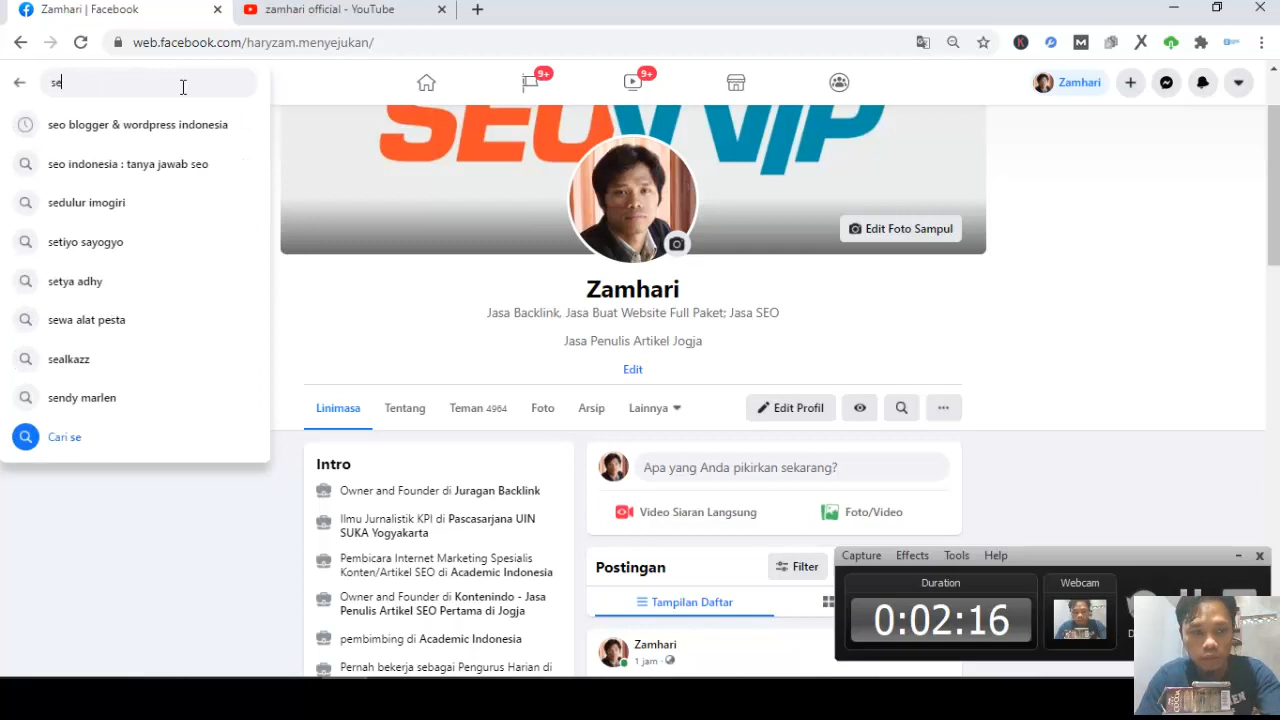 Zamhari | Facebook
zamhari official - YouTube
web.facebook.com/haryzam.menyejukan/
se
9+
9+
Zamhari
seo blogger & wordpress indonesia
seo indonesia : tanya jawab seo
sedulur imogiri
setiyo sayogyo
setya adhy
sewa alat pesta
sealkazz
sendy marlen
Cari se
Edit Foto Sampul
Zamhari
Jasa Backlink, Jasa Buat Website Full Paket; Jasa SEO
Jasa Penulis Artikel Jogja
Edit
Linimasa
Tentang
Teman 4964
Foto
Arsip
Lainnya
Edit Profil
Intro
Owner and Founder di Juragan Backlink
Ilmu Jurnalistik KPI di Pascasarjana UIN
SUKA Yogyakarta
Pembicara Internet Marketing Spesialis
Konten/Artikel SEO di Academic Indonesia
Owner and Founder di Kontenindo - Jasa
Penulis Artikel SEO Pertama di Jogja
pembimbing di Academic Indonesia
Pernah bekerja sebagai Pengurus Harian di
Apa yang Anda pikirkan sekarang?
Video Siaran Langsung
Foto/Video
Postingan
Filter
Tampilan Daftar
Zamhari
1 jam
Capture
Effects
Tools
Help
Duration
Webcam
0:02:16